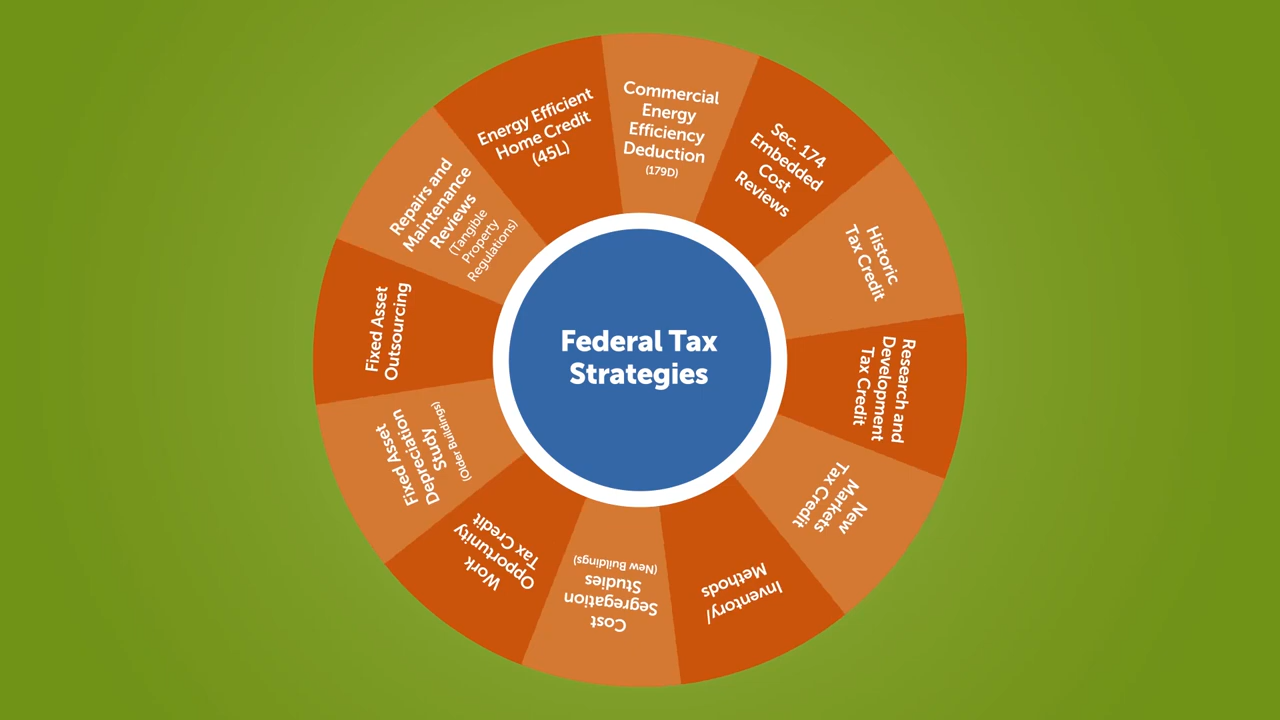 Federal Tax
Strategies
Commercial
Energy
Efficiency
Deduction
(179D)
Sec. 174
Embedded
Cost
Reviews
Historic
Tax Credit
Research and
Development
Tax Credit
New
Markets
Tax Credit
Inventory/
Methods
Cost
Segregation
Studies
(New Buildings)
Work
Opportunity
Tax Credit
Fixed Asset
Depreciation
Study
(Older Buildings)
Fixed Asset
Outsourcing
Repairs and
Maintenance
Reviews
(Tangible
Property
Regulations)
Energy Efficient
Home Credit
(45L)